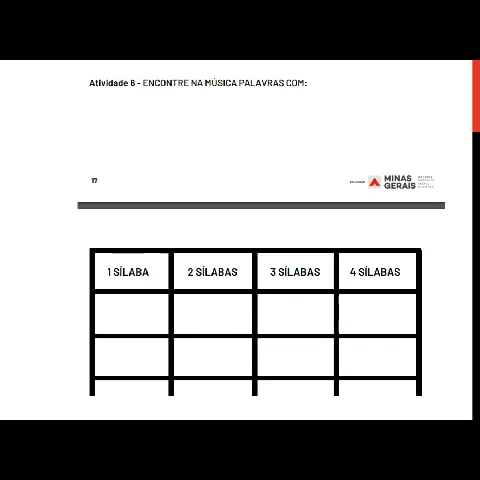 Atividade 6 - ENCONTRE NA MÚSICA PALAVRAS COM:
17
MINAS
GERAIS
1 SÍLABA 2 SÍLABAS 3 SÍLABAS 4 SÍLABAS